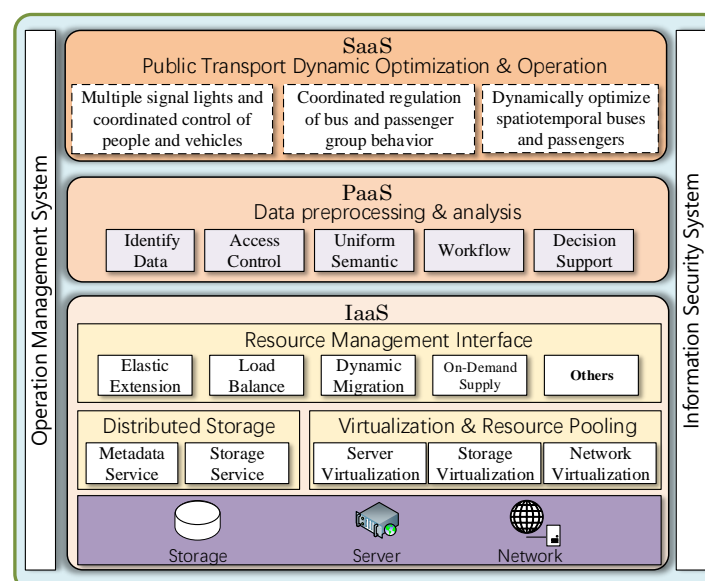 Operation Management System
SaaS
Public Transport Dynamic Optimization & Operation
Multiple signal lights and
coordinated control of
people and vehicles
Coordinated regulation
of bus and passenger
group behavior
Dynamically optimize
spatiotemporal buses
and passengers
PaaS
Data preprocessing & analysis
Identify
Data
Access
Control
Uniform
Semantic
Workflow
Decision
Support
IaaS
Resource Management Interface
Elastic
Extension
Load
Balance
Dynamic
Migration
On-Demand
Supply
Others
Distributed Storage
Metadata
Service
Storage
Service
Virtualization & Resource Pooling
Server
Virtualization
Storage
Virtualization
Network
Virtualization
Storage
Server
Network
Information Security System